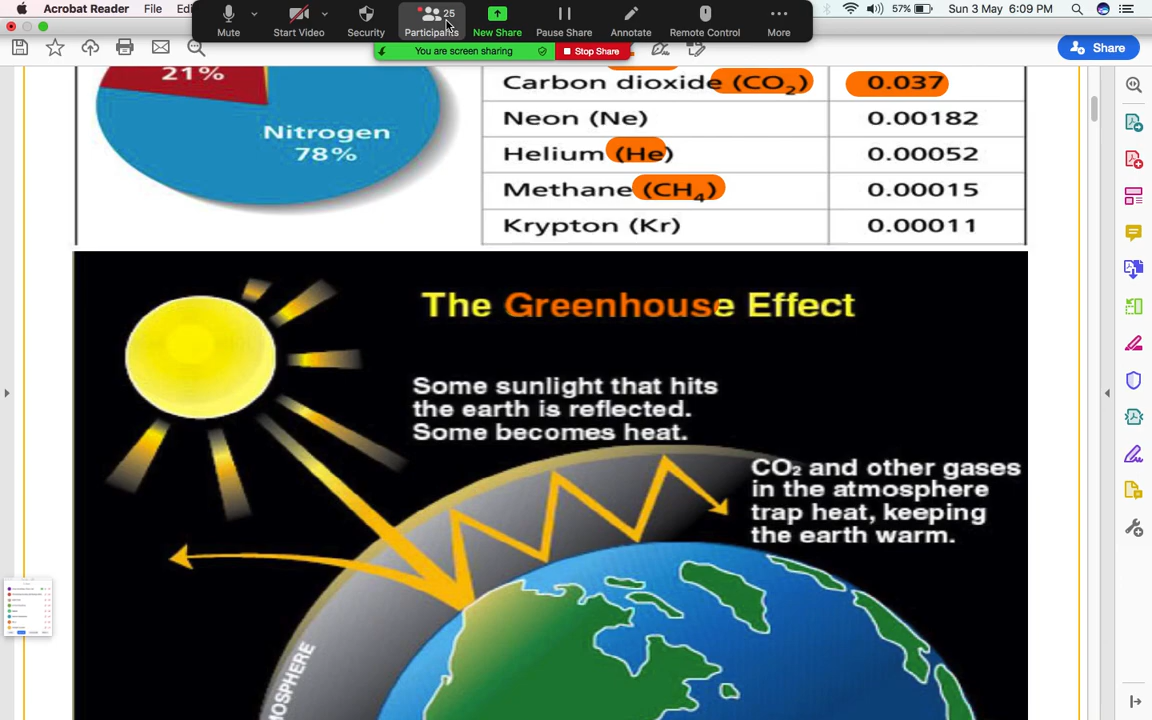 Acrobat Reader File Ed
57% Sun 3 May 6:09 PM
25
Mute Start Video Security Participants New Share Pause Share Annotate Remote Control More
You are screen sharing Stop Share
Share
21%
Nitrogen
78%
Carbon dioxide (CO₂) 0.037
Neon (Ne) 0.00182
Helium (He) 0.00052
Methane (CH₄) 0.00015
Krypton (Kr) 0.00011
The Greenhouse Effect
Some sunlight that hits
the earth is reflected.
Some becomes heat.
CO₂ and other gases
in the atmosphere
trap heat, keeping
the earth warm.
MOSPHERE